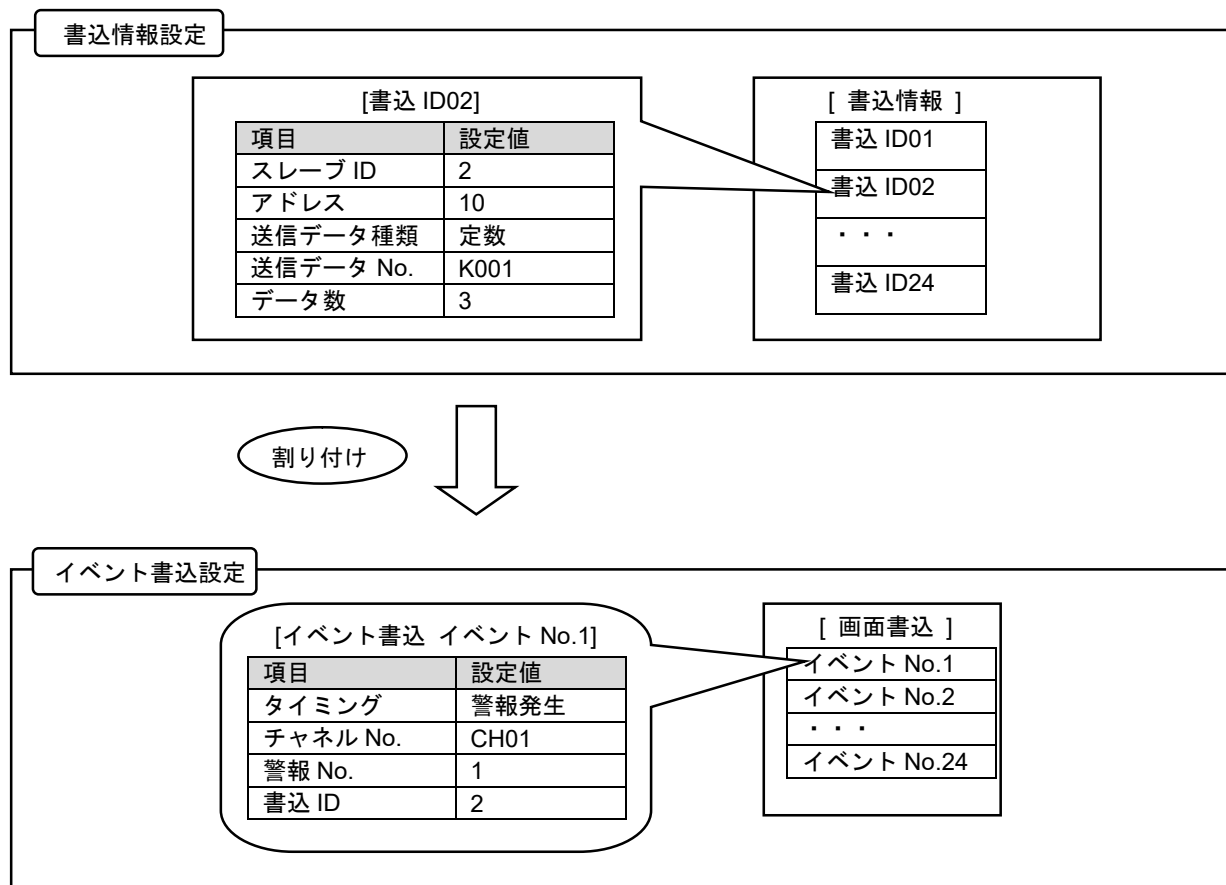 書込情報設定
[書込 ID02]
項目 設定値
スレーブ ID 2
アドレス 10
送信データ種類 定数
送信データ No. K001
データ数 3
[ 書込情報 ]
書込 ID01
書込 ID02
・・・
書込 ID24
割り付け
イベント書込設定
[イベント書込 イベント No.1]
項目 設定値
タイミング 警報発生
チャネル No. CH01
警報 No. 1
書込 ID 2
[ 画面書込 ]
イベント No.1
イベント No.2
・・・
イベント No.24